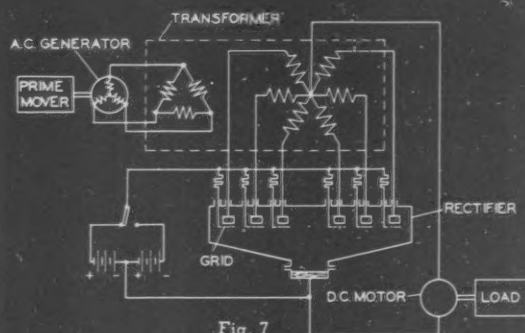 TRANSFORMER
A.C. GENERATOR
PRIME
MOVER
RECTIFIER
GRID
+ - + -
D.C. MOTOR
LOAD
Fig. 7